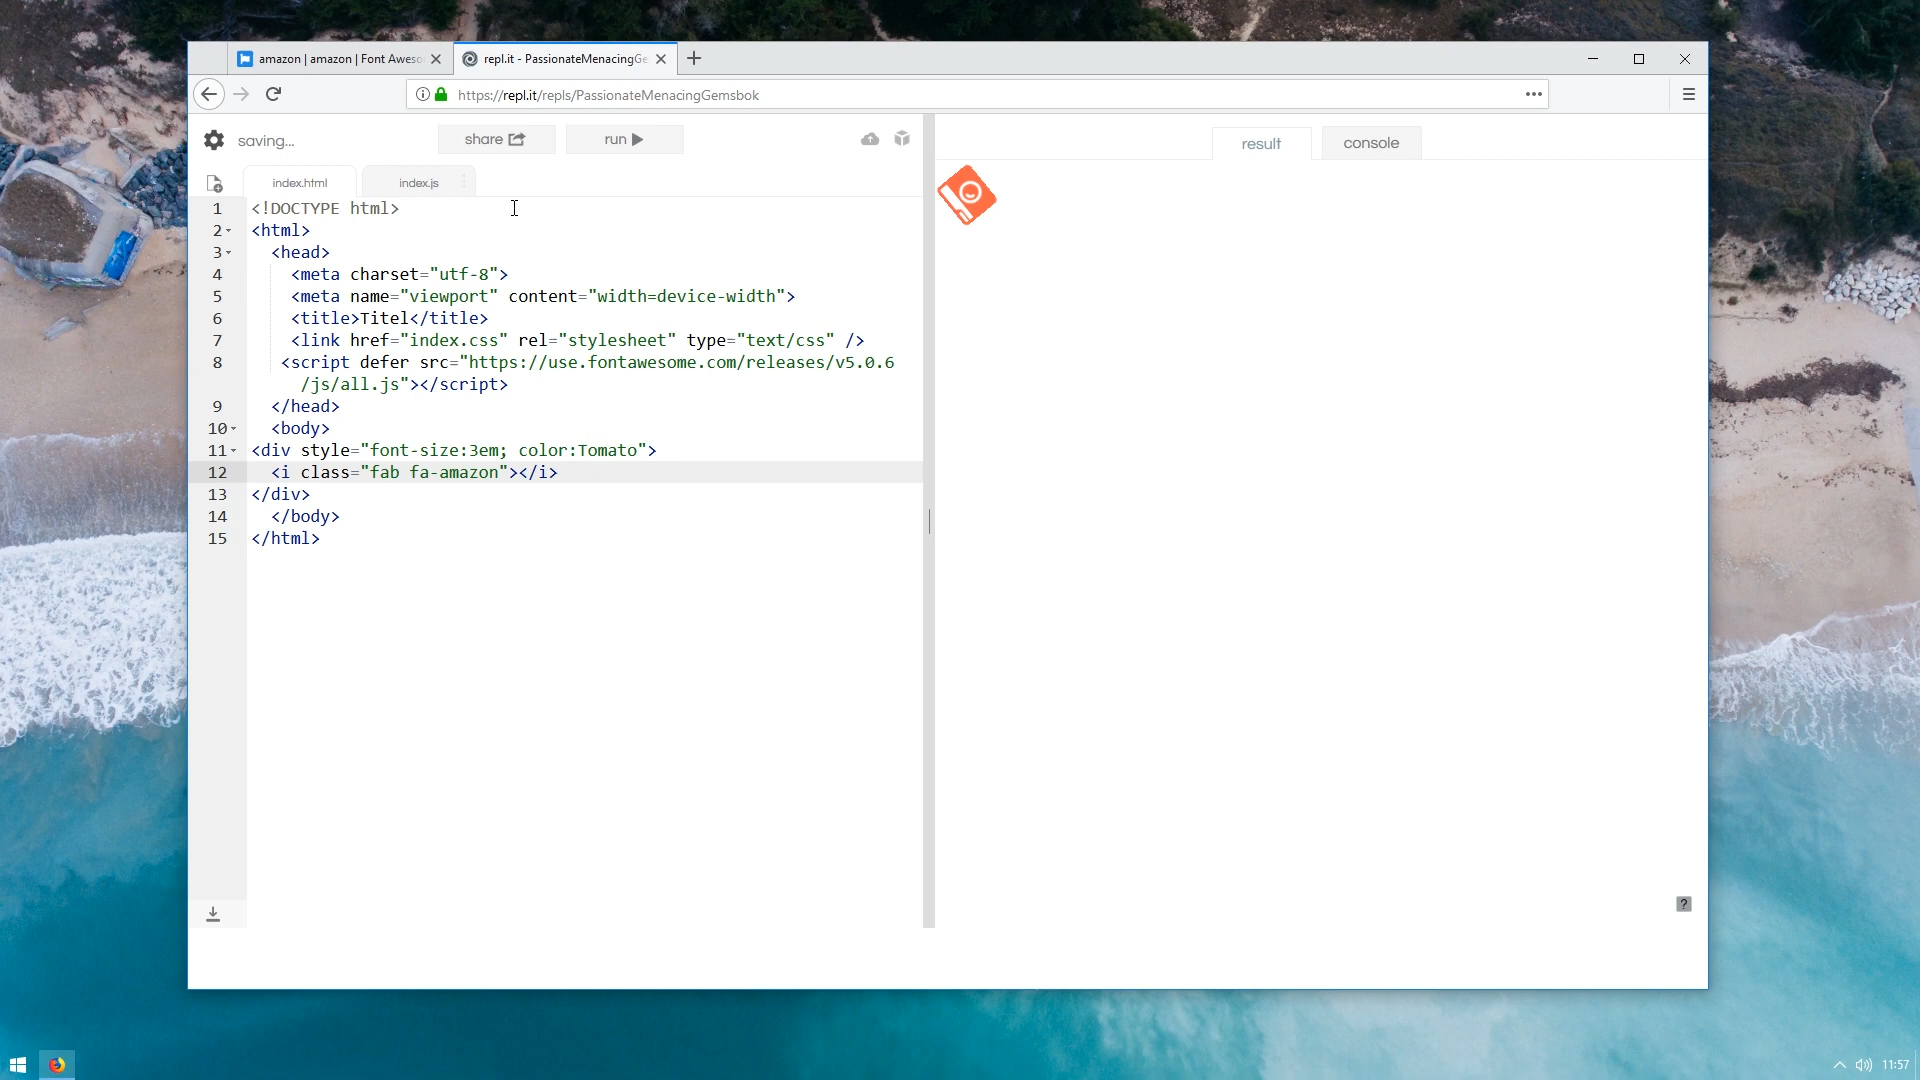 amazon | amazon | Font Aweso
repl.it - PassionateMenacingGe
https://repl.it/repls/PassionateMenacingGemsbok
saving...
share
run
result
console
index.html
index.js
1 <!DOCTYPE html>
2 <html>
3 <head>
4 <meta charset="utf-8">
5 <meta name="viewport" content="width=device-width">
6 <title>Titel</title>
7 <link href="index.css" rel="stylesheet" type="text/css" />
8 <script defer src="https://use.fontawesome.com/releases/v5.0.6
/js/all.js"></script>
9 </head>
10 <body>
11 <div style="font-size:3em; color:Tomato">
12 <i class="fab fa-amazon"></i>
13 </div>
14 </body>
15 </html>
?
11:57